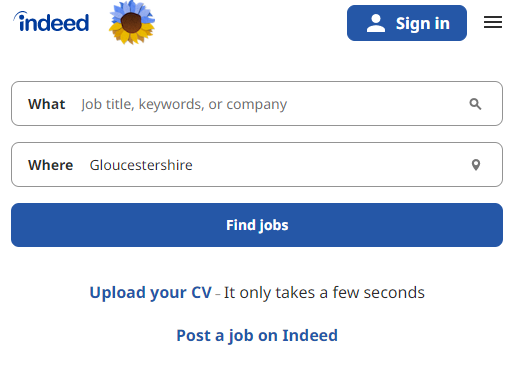 indeed
Sign in
What Job title, keywords, or company
Where Gloucestershire
Find jobs
Upload your CV - It only takes a few seconds
Post a job on Indeed